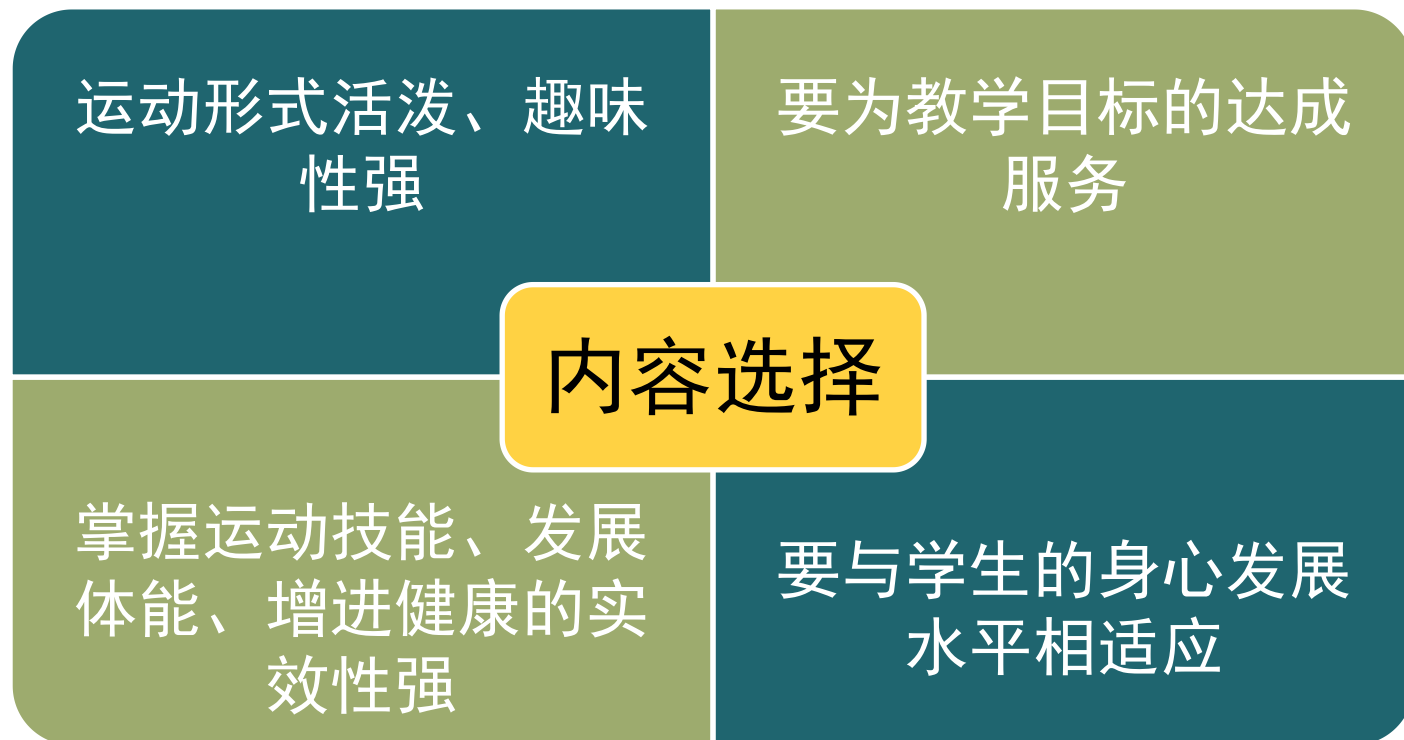 运动形式活泼、趣味
性强
要为教学目标的达成
服务
内容选择
掌握运动技能、发展
体能、增进健康的实
效性强
要与学生的身心发展
水平相适应